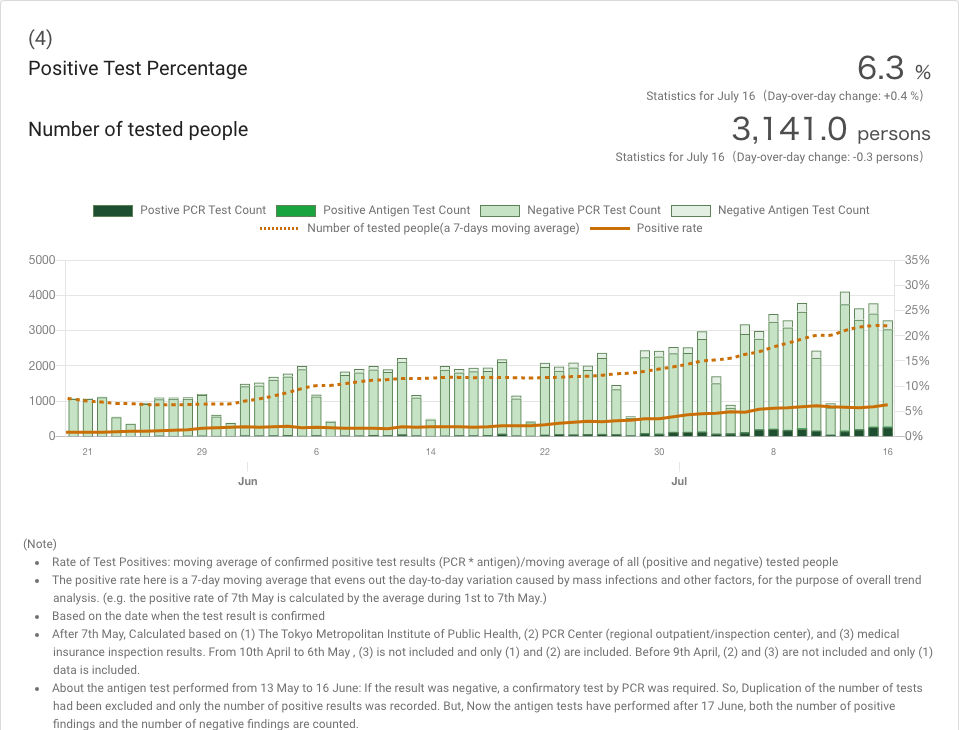 (4)
Positive Test Percentage
6.3 %
Statistics for July 16（Day-over-day change: +0.4 %）
Number of tested people
3,141.0 persons
Statistics for July 16（Day-over-day change: -0.3 persons）
Postive PCR Test Count Positive Antigen Test Count Negative PCR Test Count Negative Antigen Test Count
Number of tested people(a 7-days moving average) Positive rate
5000 35%
30%
4000
25%
3000
20%
2000
15%
10%
1000
5%
0 0%
21 29 6 14 22 30 8 16
Jun Jul
(Note)
• Rate of Test Positives: moving average of confirmed positive test results (PCR * antigen)/moving average of all (positive and negative) tested people
• The positive rate here is a 7-day moving average that evens out the day-to-day variation caused by mass infections and other factors, for the purpose of overall trend
analysis. (e.g. the positive rate of 7th May is calculated by the average during 1st to 7th May.)
• Based on the date when the test result is confirmed
• After 7th May, Calculated based on (1) The Tokyo Metropolitan Institute of Public Health, (2) PCR Center (regional outpatient/inspection center), and (3) medical
insurance inspection results. From 10th April to 6th May , (3) is not included and only (1) and (2) are included. Before 9th April, (2) and (3) are not included and only (1)
data is included.
• About the antigen test performed from 13 May to 16 June: If the result was negative, a confirmatory test by PCR was required. So, Duplication of the number of tests
had been excluded and only the number of positive results was recorded. But, Now the antigen tests have performed after 17 June, both the number of positive
findings and the number of negative findings are counted.